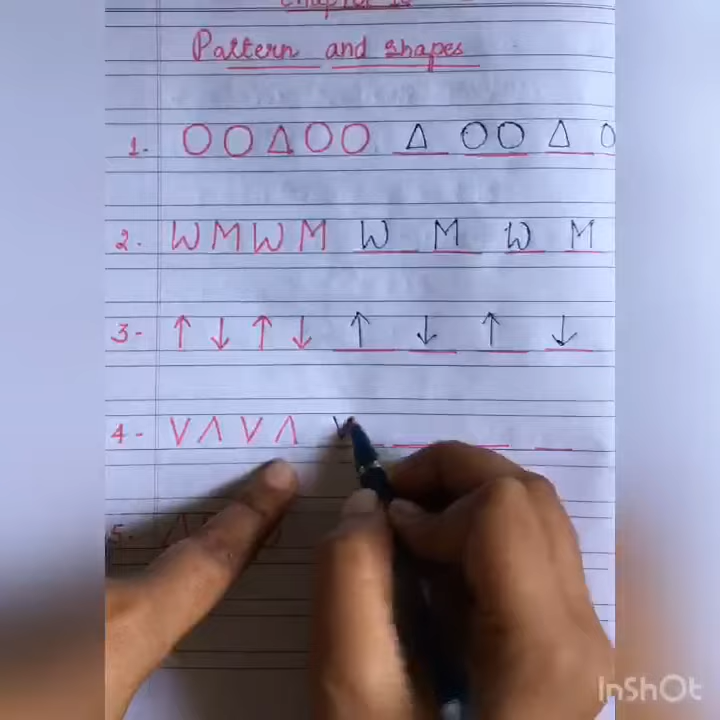 Pattern and shapes
1. O O Δ O O Δ O O Δ O
2. W M W M W M W M
3- ↑ ↓ ↑ ↓ ↑ ↓ ↑ ↓
4- V Λ V Λ V
5.
InShOt